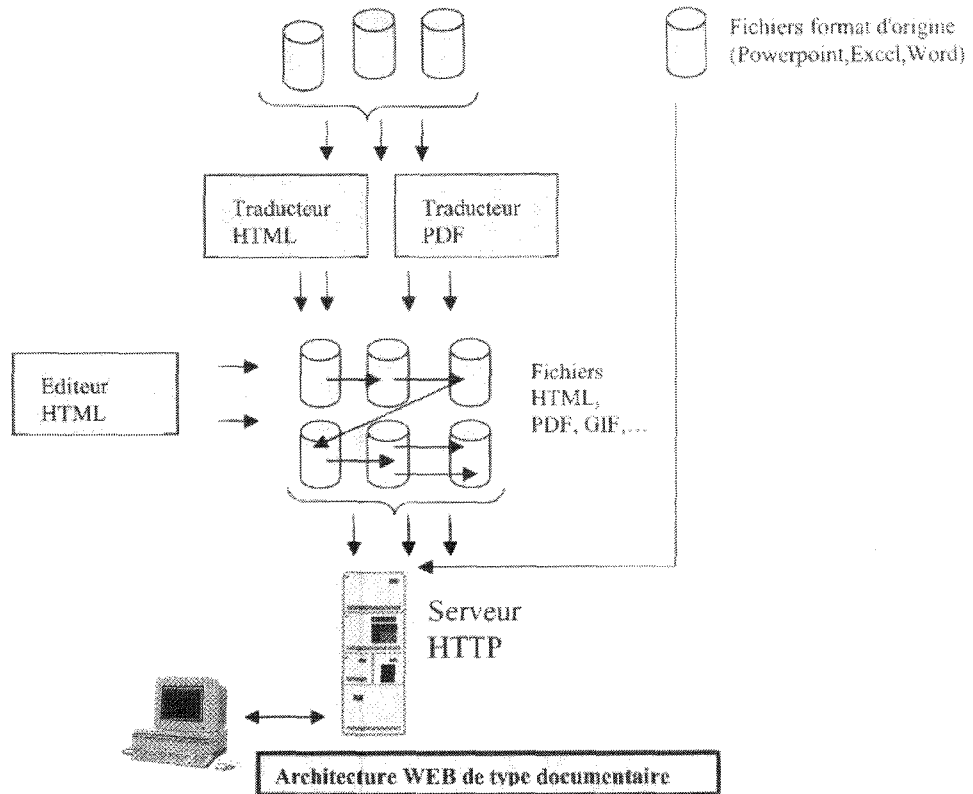 Fichiers format d'origine
(Powerpoint,Excel,Word)
Traducteur
HTML
Traducteur
PDF
Editeur
HTML
Fichiers
HTML,
PDF, GIF,...
Serveur
HTTP
Architecture WEB de type documentaire